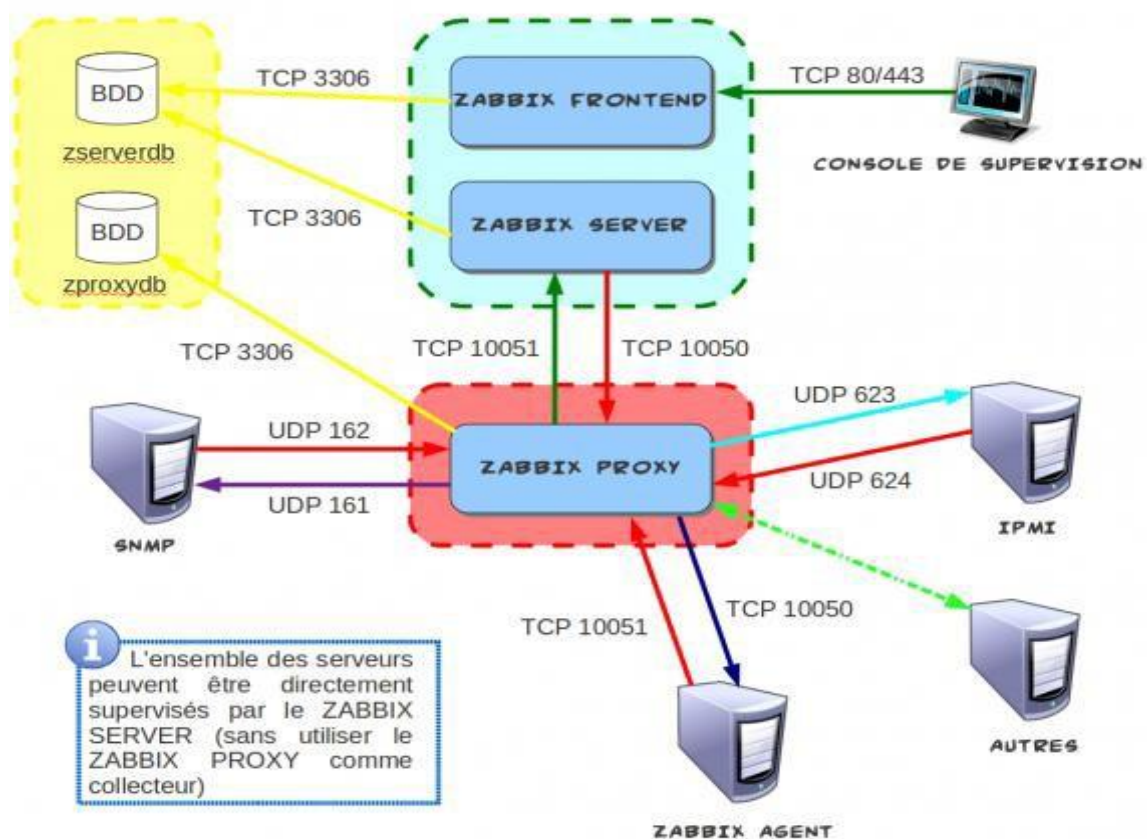 BDD
zserverdb
BDD
zproxydb
TCP 3306
TCP 3306
TCP 3306
ZABBIX FRONTEND
ZABBIX SERVER
TCP 80/443
CONSOLE DE SUPERVISION
TCP 10051
TCP 10050
UDP 162
UDP 161
SNMP
ZABBIX PROXY
UDP 623
UDP 624
IPMI
TCP 10051
TCP 10050
AUTRES
ZABBIX AGENT
i
L'ensemble des serveurs
peuvent être directement
supervisés par le ZABBIX
SERVER (sans utiliser le
ZABBIX PROXY comme
collecteur)